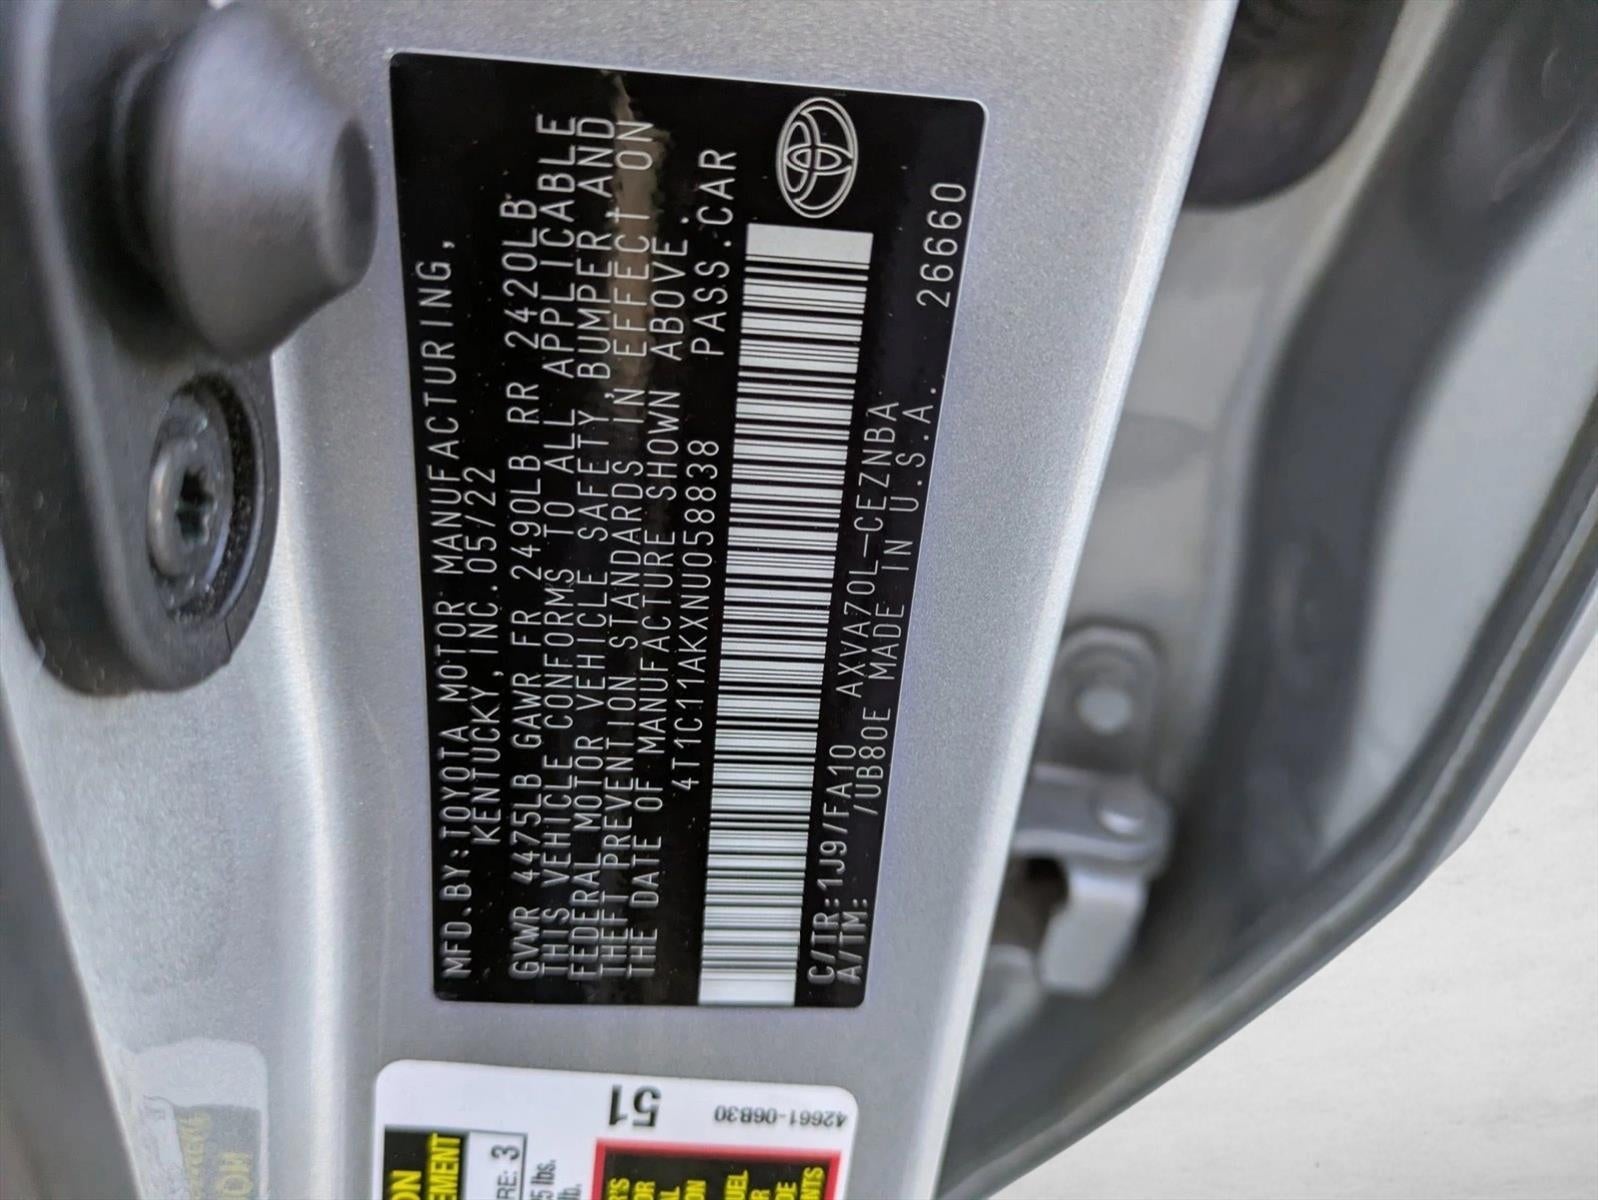 MFD.BY:TOYOTA MOTOR MANUFACTURING,
KENTUCKY, INC.05/22
GVWR 4475LB GAWR FR 2490LB RR 2420LB
THIS VEHICLE CONFORMS TO ALL APPLICABLE
FEDERAL MOTOR VEHICLE SAFETY,BUMPER,AND
THEFT PREVENTION STANDARDS IN EFFECT ON
THE DATE OF MANUFACTURE SHOWN ABOVE.
4T1C11AKXNU058838 PASS.CAR
C/TR:1J9/FA10 AXVA70L-CEZNBA 26660
A/TM: /UB80E MADE IN U.S.A.
51
42661-06B30
3
lbs.